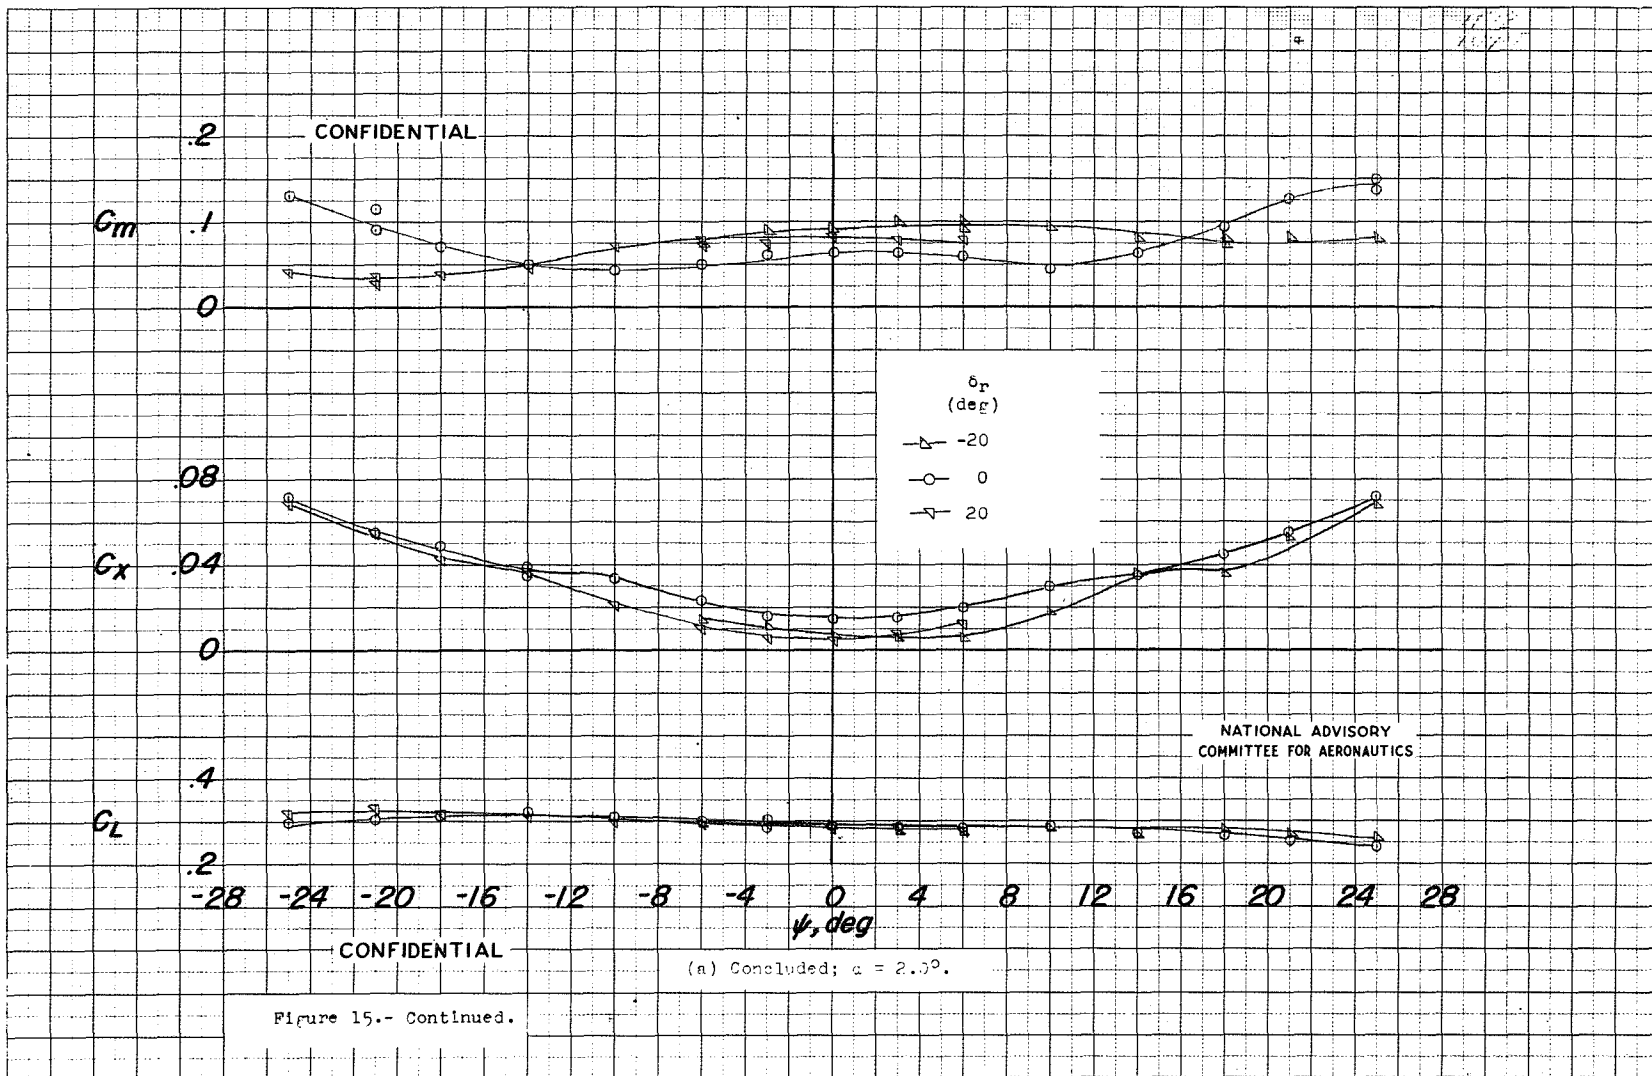 CONFIDENTIAL
.2
Cm .1
0
δr
(deg)
-20
0
20
.08
Cx .04
0
NATIONAL ADVISORY
COMMITTEE FOR AERONAUTICS
.4
CL
.2
-28 -24 -20 -16 -12 -8 -4 0 4 8 12 16 20 24 28
ψ, deg
CONFIDENTIAL
(a) Concluded; α =
Figure 15.- Continued.